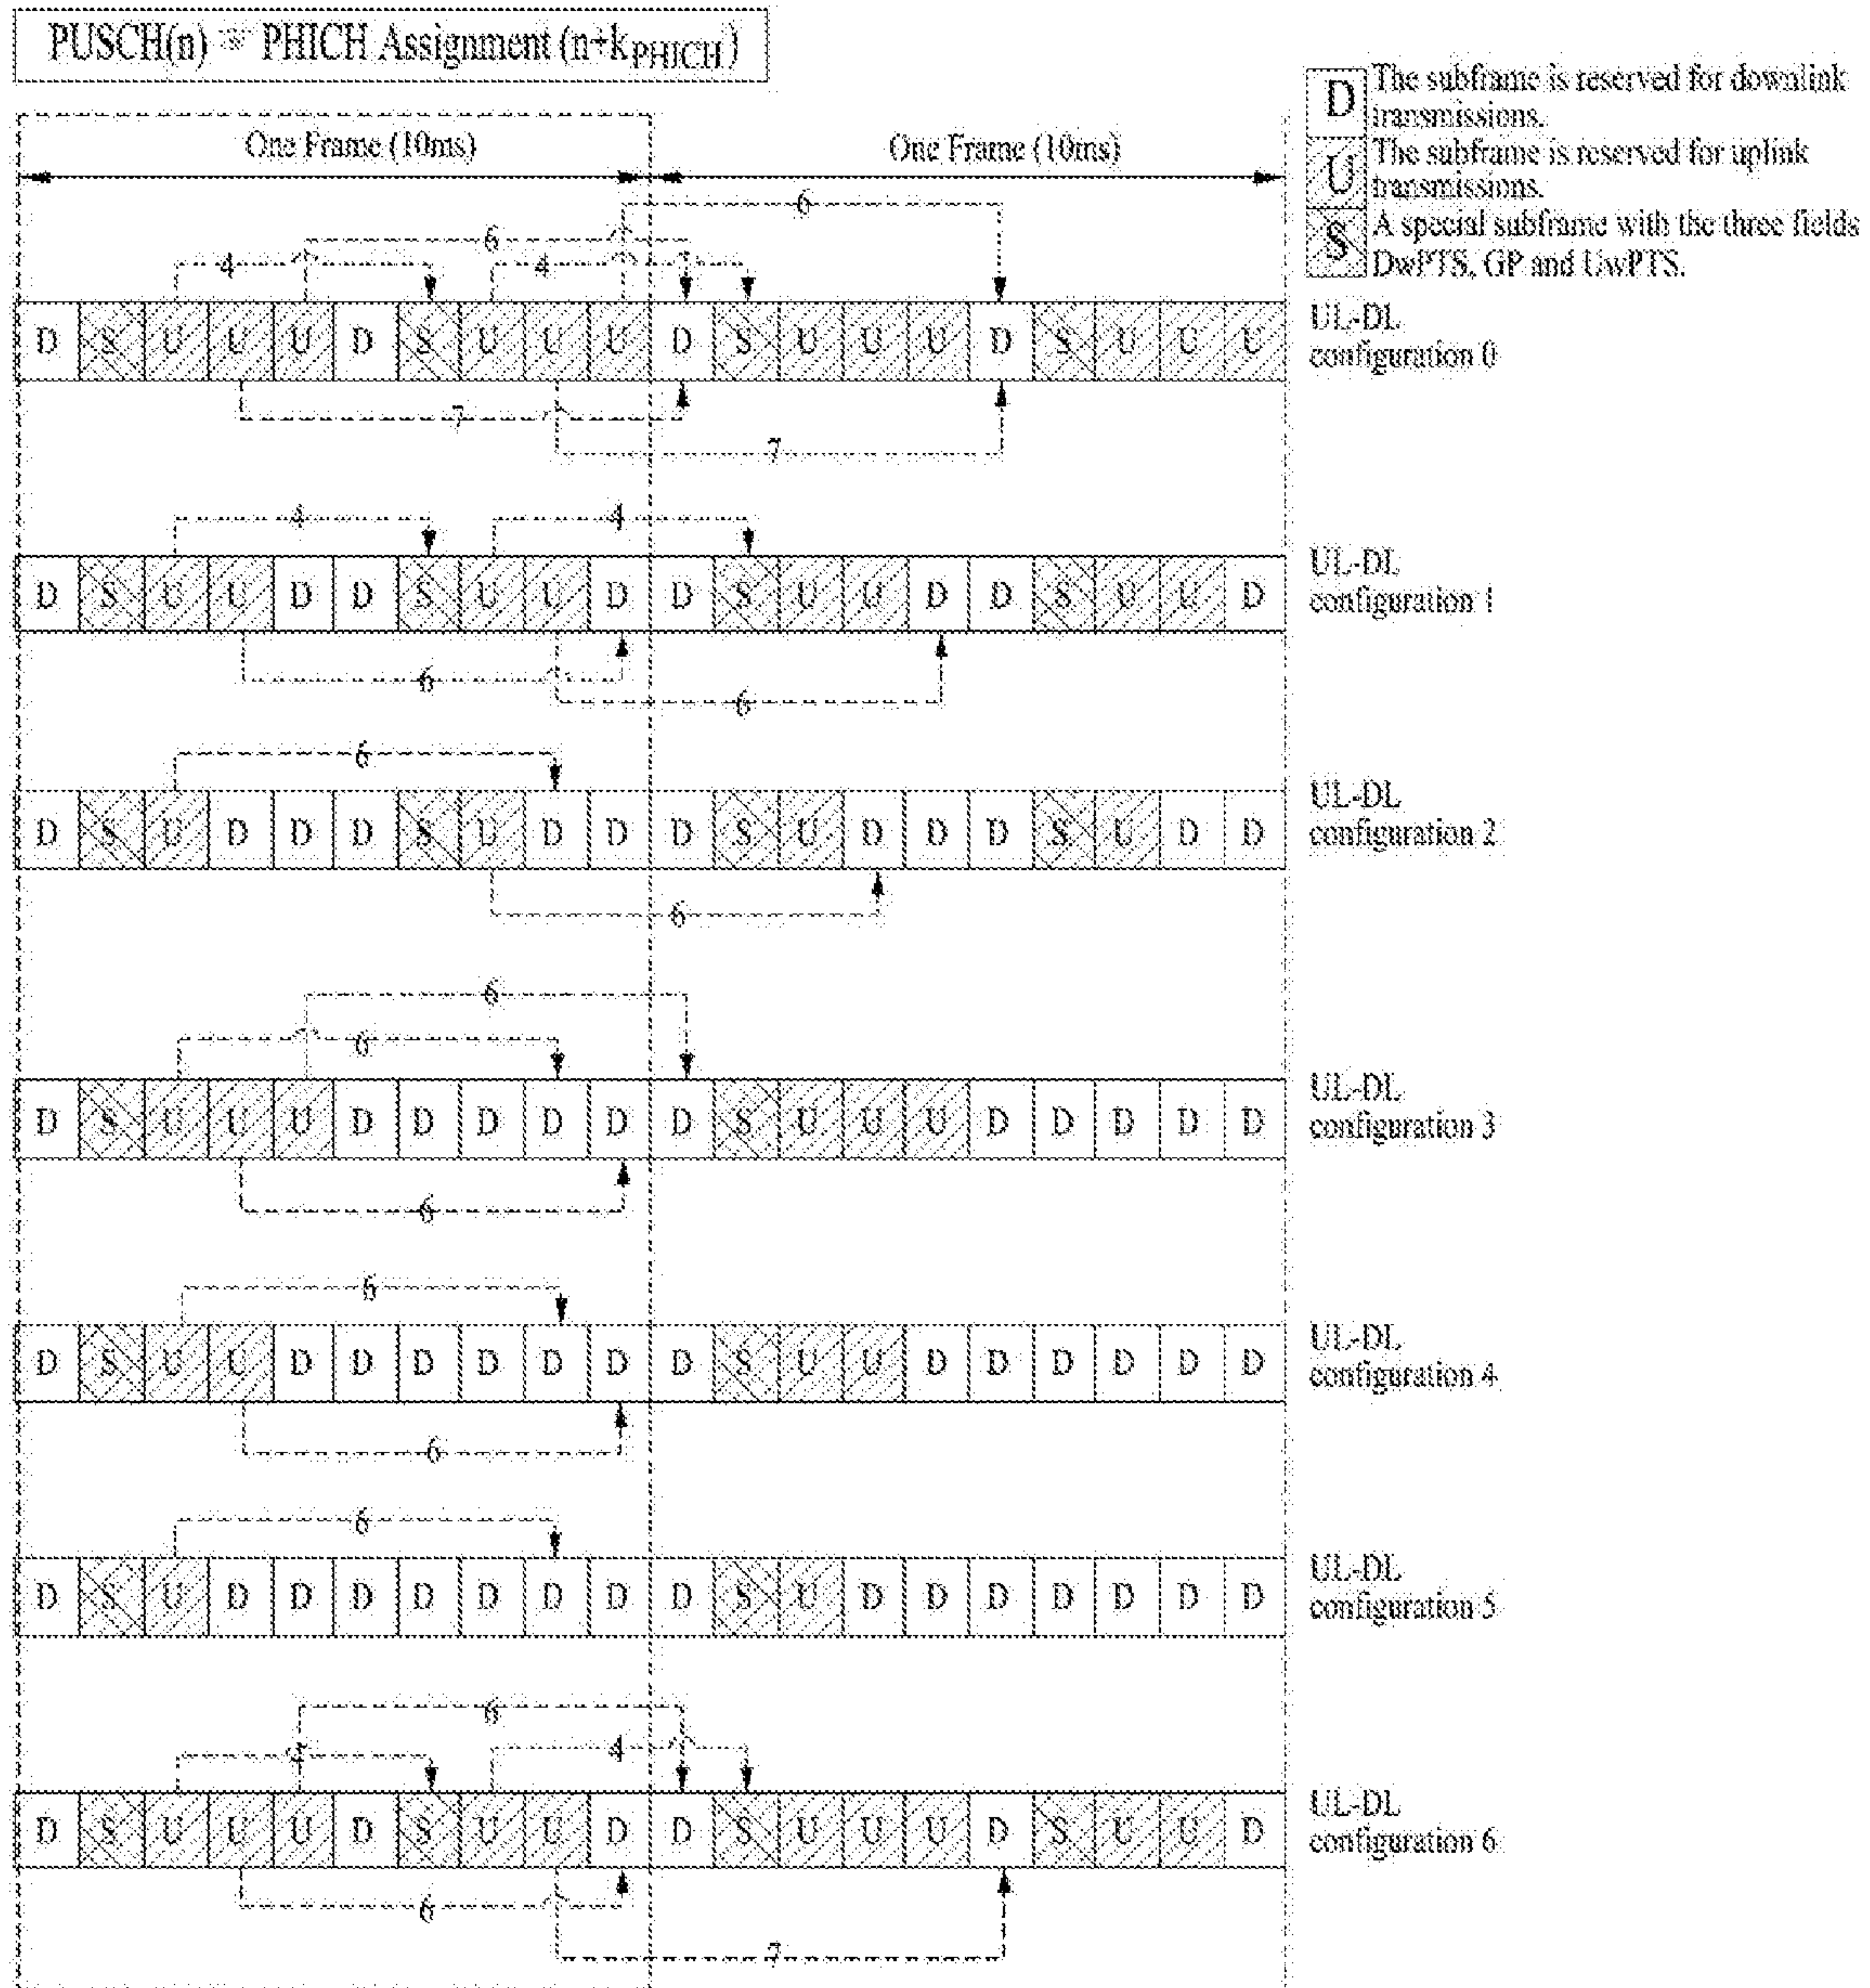 PUSCH(n) PHICH Assignment (n+kPHICH)
D The subframe is reserved for downlink
transmissions.
U The subframe is reserved for uplink
transmissions.
S A special subframe with the three fields
DwPTS, GP and UwPTS.
One Frame (10ms) One Frame (10ms)
6
6
4 4
D S U U U D S U U U D S U U U D S U U U
UL-DL
configuration 0
7
7
4 4
D S U U D D S U U D D S U U D D S U U D
UL-DL
configuration 1
6
6
6
D S U D D D S U D D D S U D D D S U D D
UL-DL
configuration 2
6
6
6
D S U U U D D D D D D S U U U D D D D D
UL-DL
configuration 3
6
6
D S U U D D D D D D D S U U D D D D D D
UL-DL
configuration 4
6
6
D S U D D D D D D D D S U D D D D D D D
UL-DL
configuration 5
6
4 4
D S U U U D S U U D D S U U U D S U U D
UL-DL
configuration 6
6
7